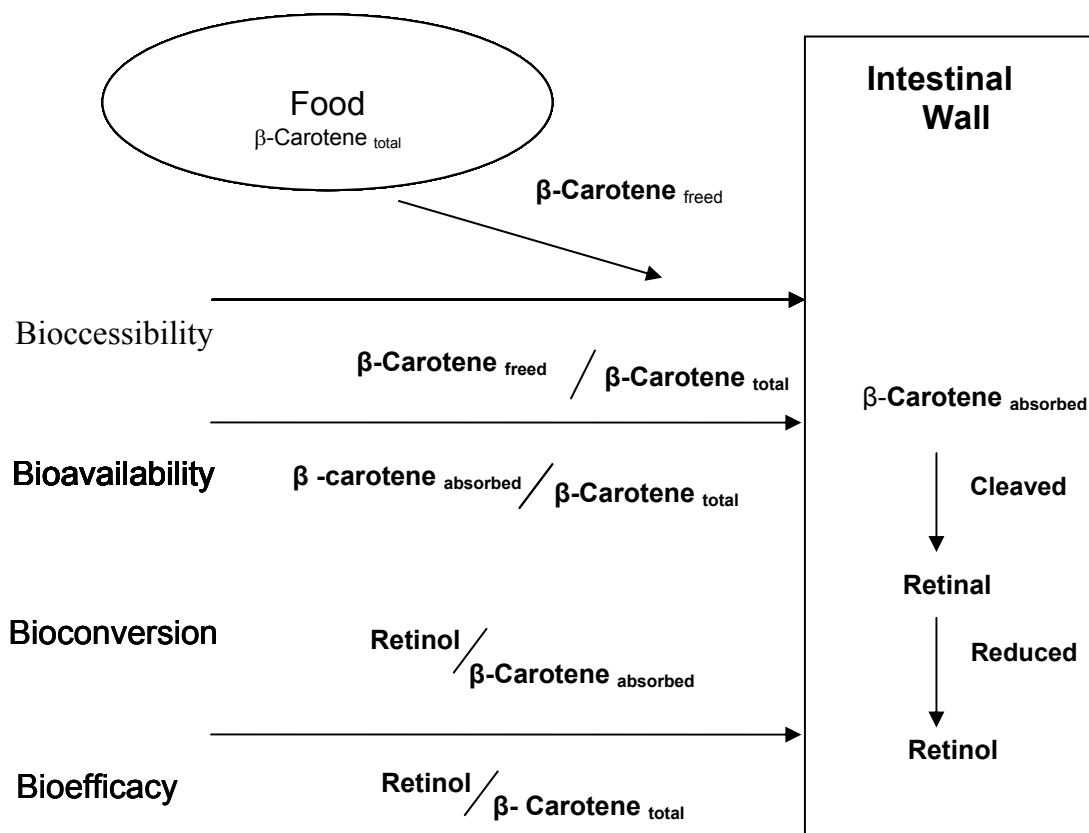 Food
β-Carotene total
Intestinal
Wall
β-Carotene freed
Bioccessibility
β-Carotene freed / β-Carotene total
β-Carotene absorbed
Bioavailability
β -carotene absorbed / β-Carotene total
Cleaved
Retinal
Bioconversion
Retinol / β-Carotene absorbed
Reduced
Retinol
Bioefficacy
Retinol / β- Carotene total